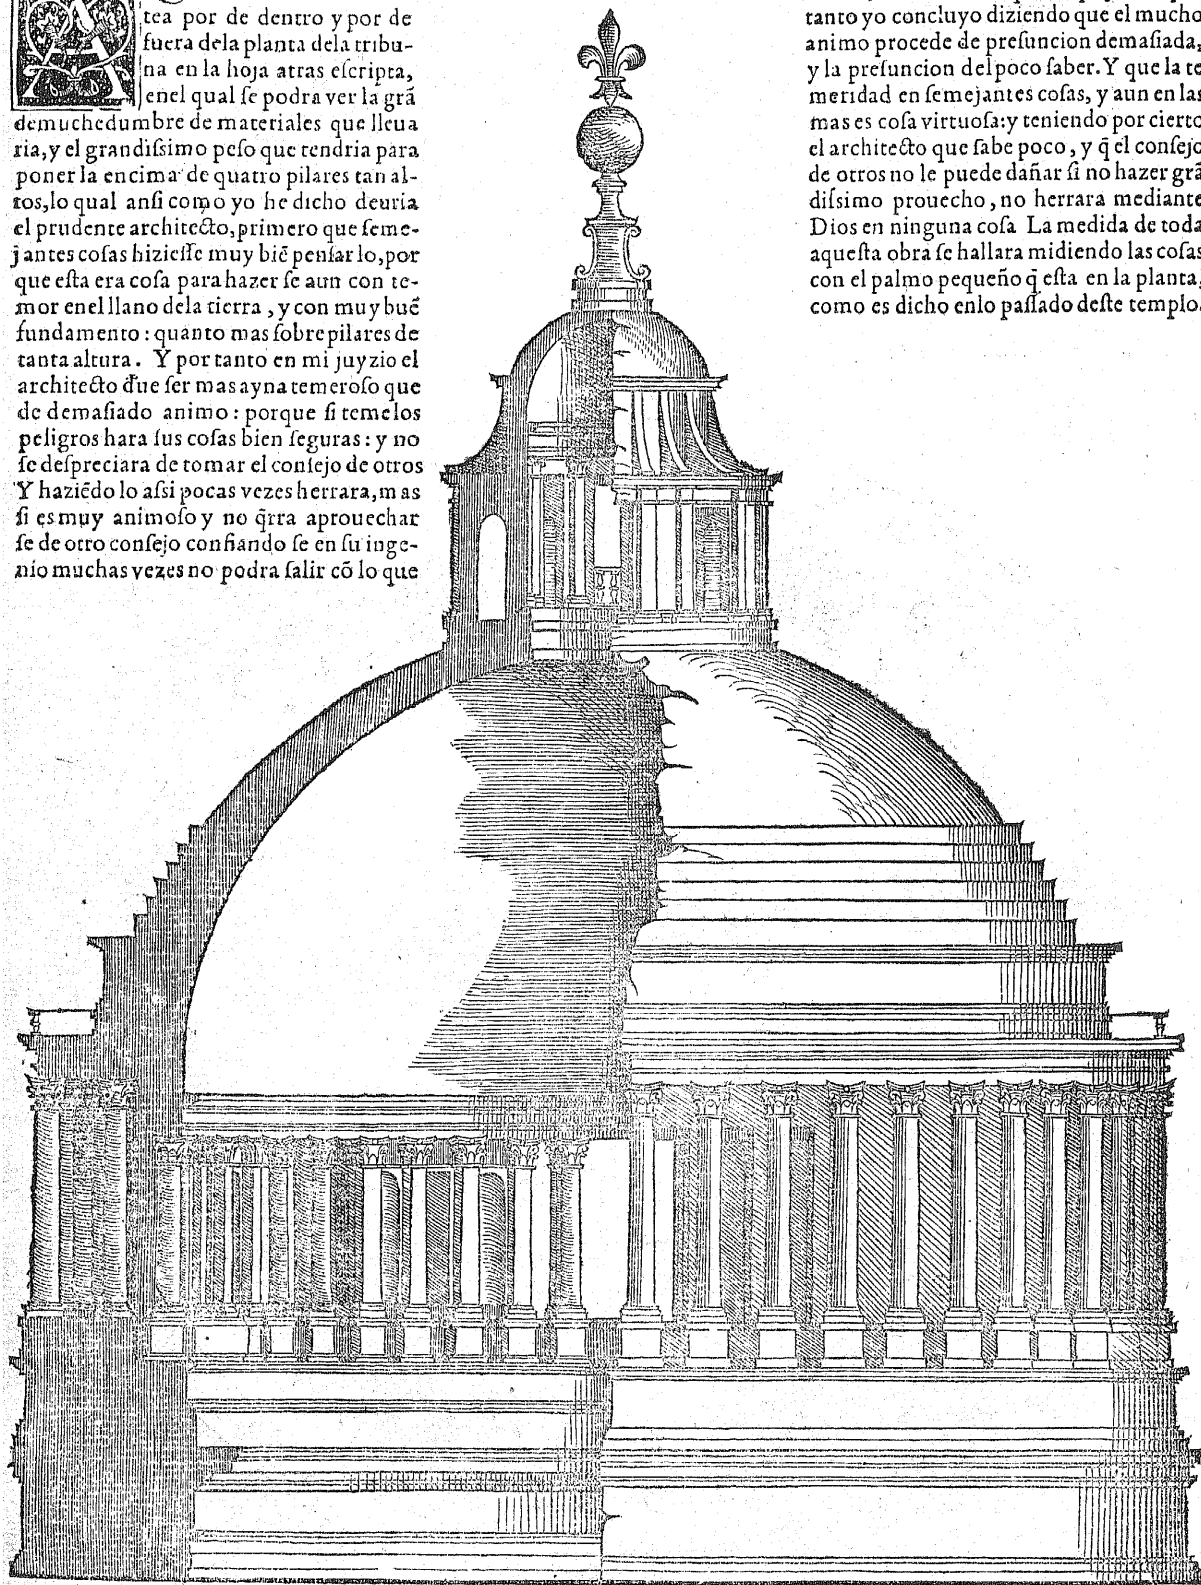 tea por de dentro y por de
fuera dela planta dela tribu-
na en la hoja atras eſcripta,
enel qual ſe podra ver la grã
demuchedumbre de materiales que lleua
ria, y el grandiſsimo peſo que tendria para
poner la encima de quatro pilares tan al-
tos, lo qual anſi como yo he dicho deuria
el prudente architecto, primero que ſeme-
jantes coſas hizieſſe muy biē penſar lo, por
que eſta era coſa para hazer ſe aun con te-
mor enel llano dela tierra, y con muy buē
fundamento: quanto mas ſobre pilares de
tanta altura. Y por tanto en mi juyzio el
architecto d̃ue ſer mas ayna temeroſo que
de demaſiado animo: porque ſi teme los
peligros hara ſus coſas bien ſeguras: y no
ſe deſpreciara de tomar el conſejo de otros
Y haziēdo lo aſsi pocas vezes herrara, mas
ſi es muy animoſo y no q̃rra aprouechar
ſe de otro conſejo confiando ſe en ſu inge-
nio muchas vezes no podra ſalir cõ lo que
tanto yo concluyo diziendo que el mucho
animo procede de preſuncion demaſiada,
y la preſuncion del poco ſaber. Y que la te
meridad en ſemejantes coſas, y aun en las
mas es coſa virtuoſa: y teniendo por cierto
el architecto que ſabe poco, y q̃ el conſejo
de otros no le puede dañar ſi no hazer grã
diſsimo prouecho, no herrara mediante
Dios en ninguna coſa La medida de toda
aqueſta obra ſe hallara midiendo las coſas
con el palmo pequeño q̃ eſta en la planta,
como es dicho enlo paſſado deſte templo.